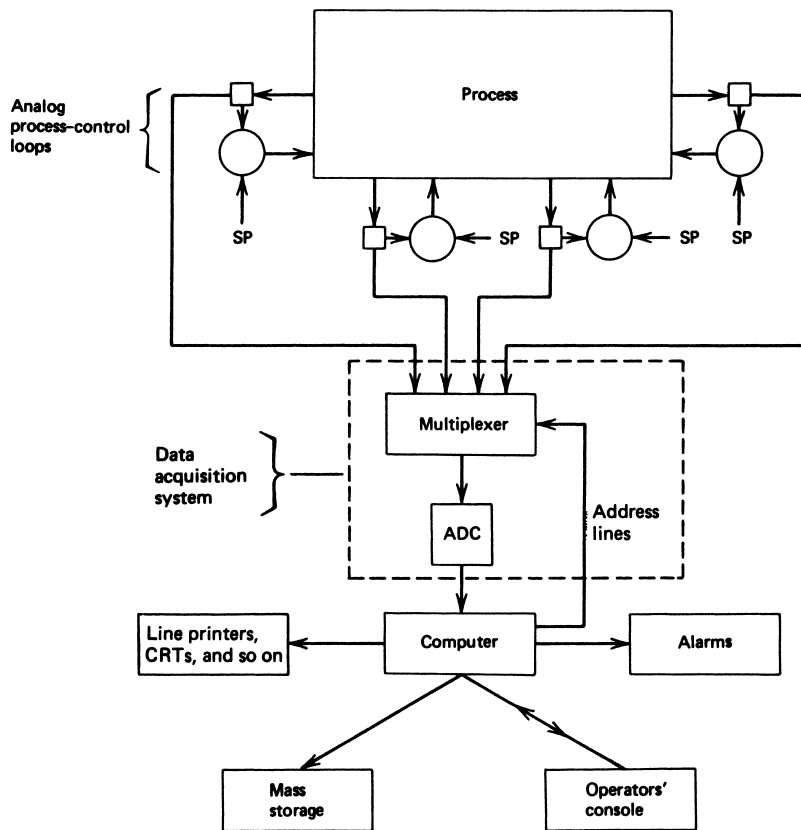 Process
Analog
process-control
loops
SP
SP
SP
SP
Multiplexer
Data
acquisition
system
ADC
Address
lines
Line printers,
CRTs, and so on
Computer
Alarms
Mass
storage
Operators'
console